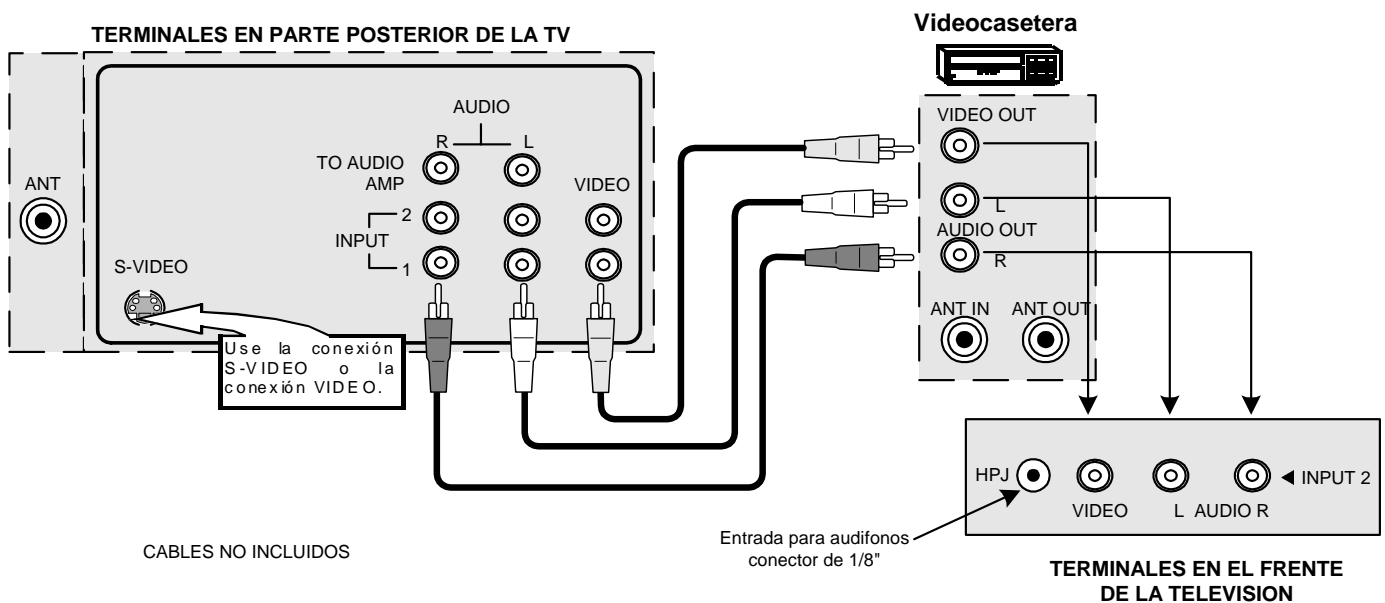 TERMINALES EN PARTE POSTERIOR DE LA TV
Videocasetera
AUDIO
R L
TO AUDIO
AMP
VIDEO
ANT
2
INPUT
1
S-VIDEO
Use la conexión
S-VIDEO o la
conexión VIDEO.
VIDEO OUT
L
AUDIO OUT
R
ANT IN ANT OUT
HPJ
INPUT 2
VIDEO L AUDIO R
Entrada para audifonos
conector de 1/8"
CABLES NO INCLUIDOS
TERMINALES EN EL FRENTE
DE LA TELEVISION